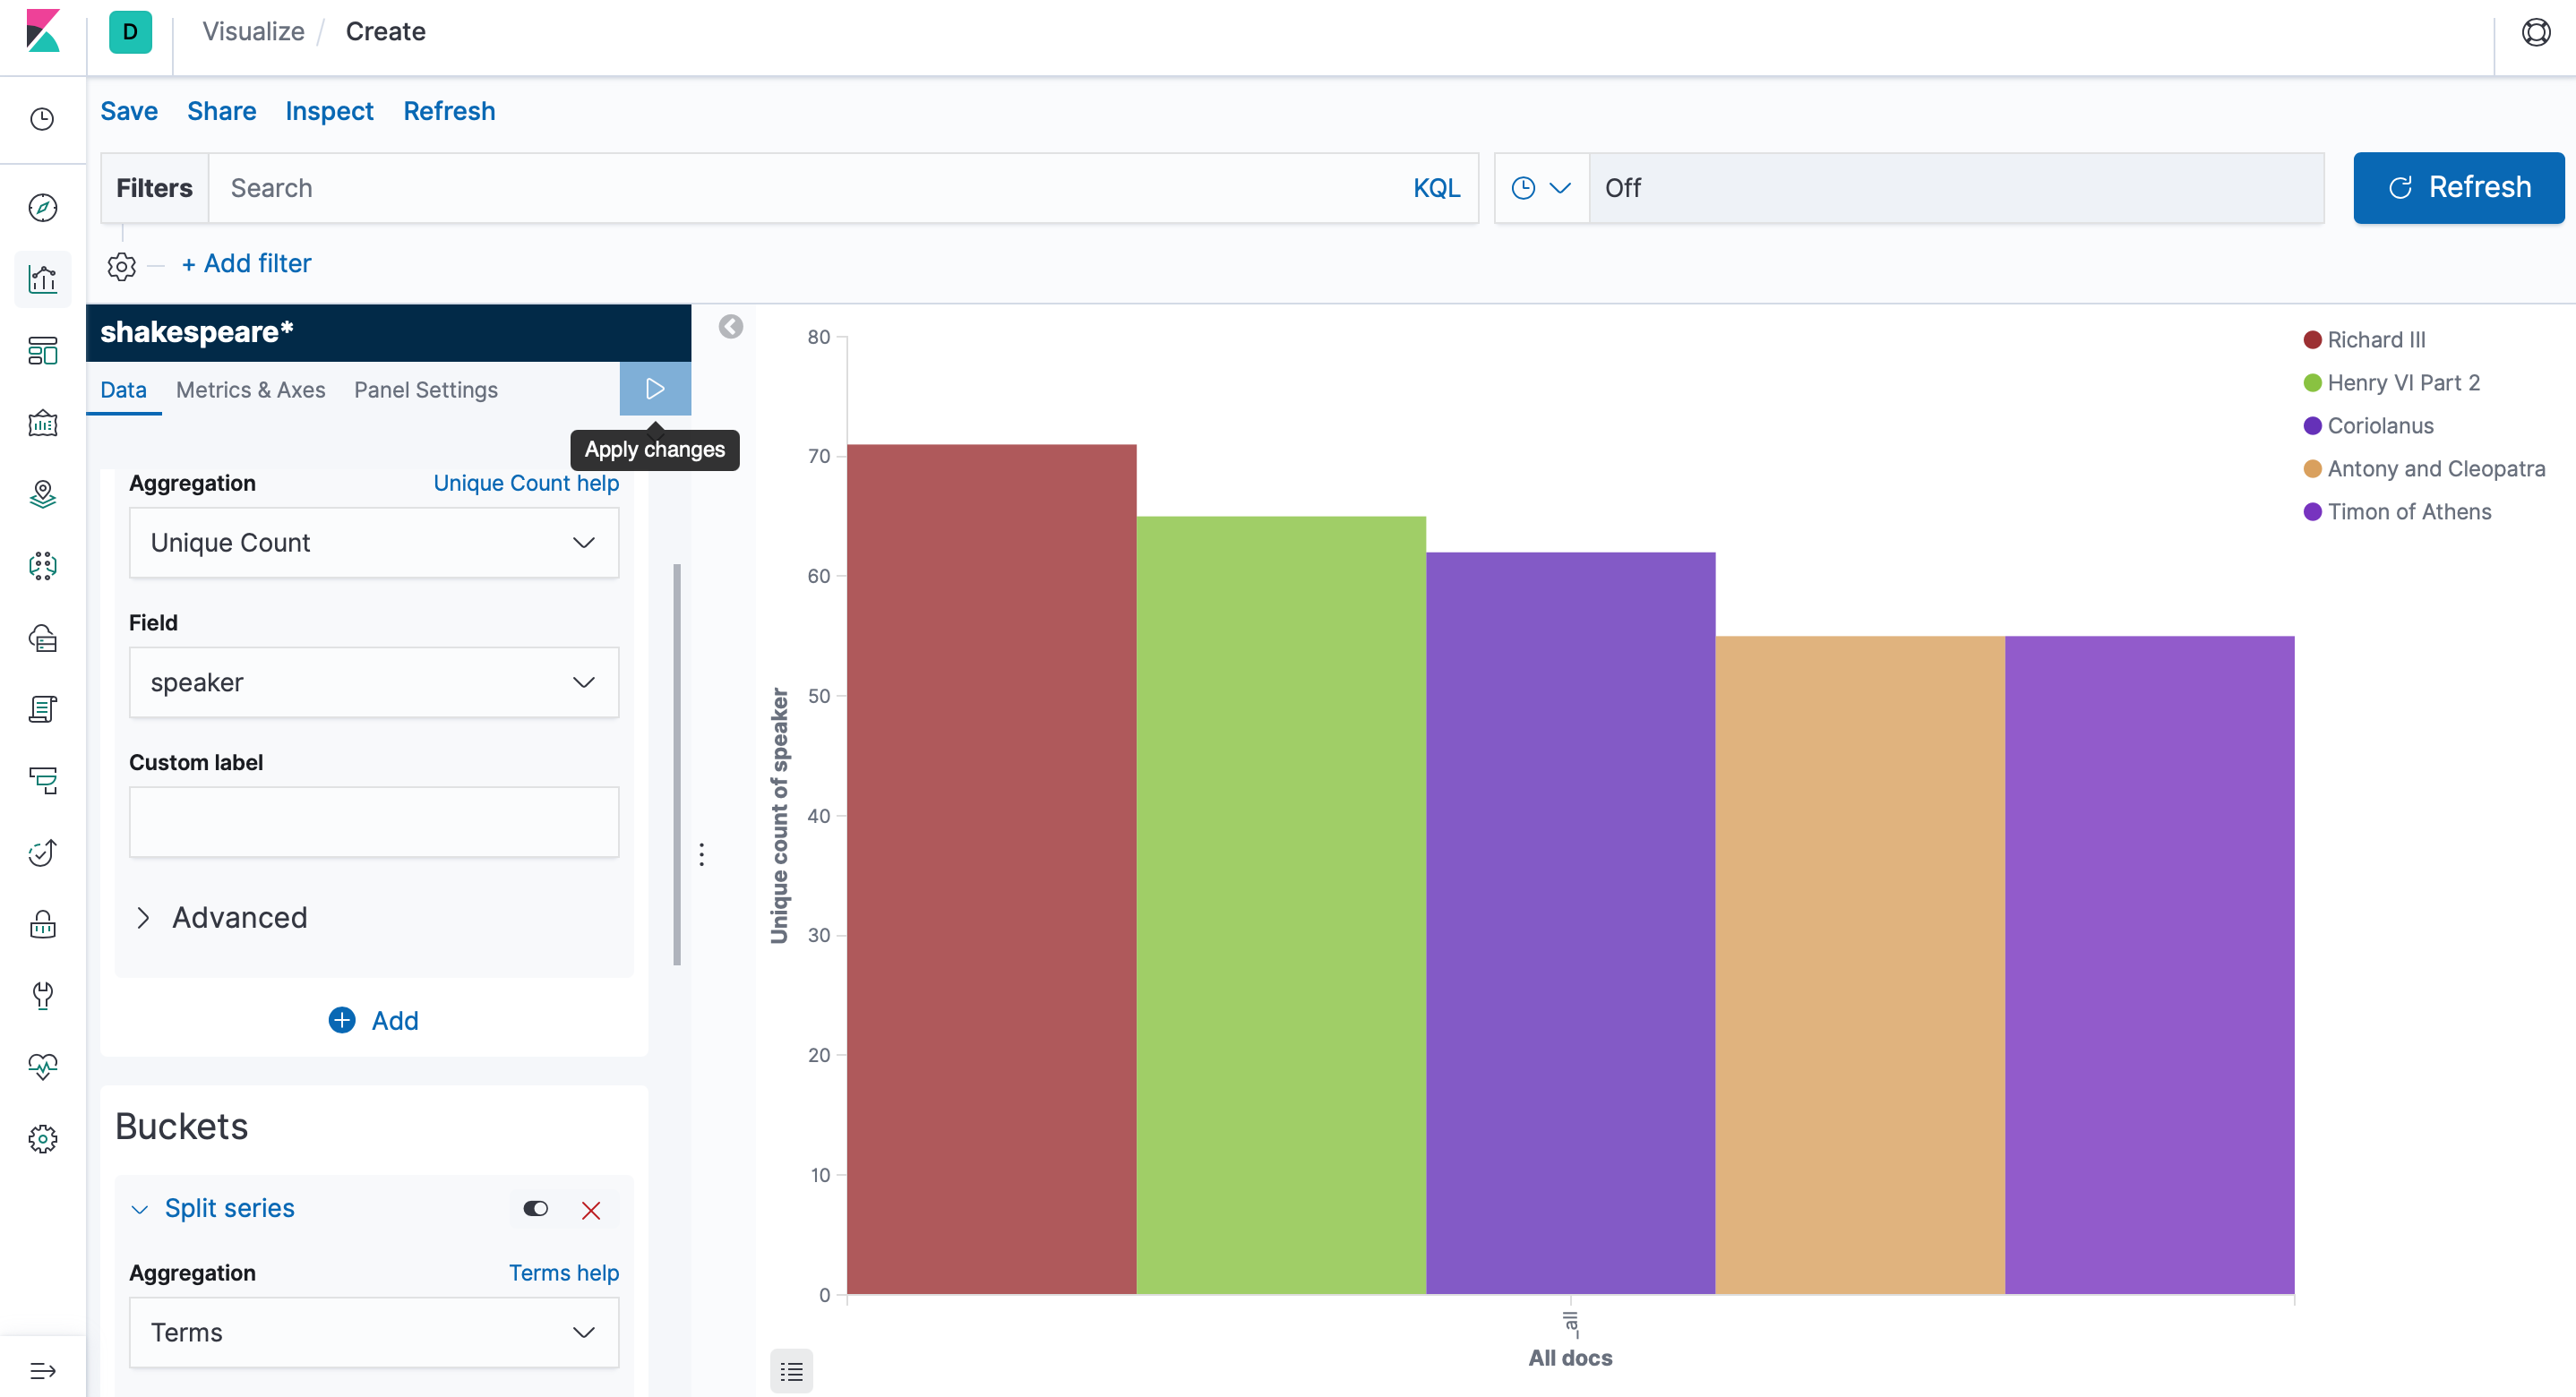 D Visualize / Create
Save Share Inspect Refresh
Filters Search KQL Off Refresh
+ Add filter
shakespeare*
Data Metrics & Axes Panel Settings
Apply changes
Aggregation Unique Count help
Unique Count
Field
speaker
Custom label
Advanced
Add
Buckets
Split series
Aggregation Terms help
Terms
80
70
60
50
40
30
20
10
0
Unique count of speaker
_all
All docs
Richard III
Henry VI Part 2
Coriolanus
Antony and Cleopatra
Timon of Athens